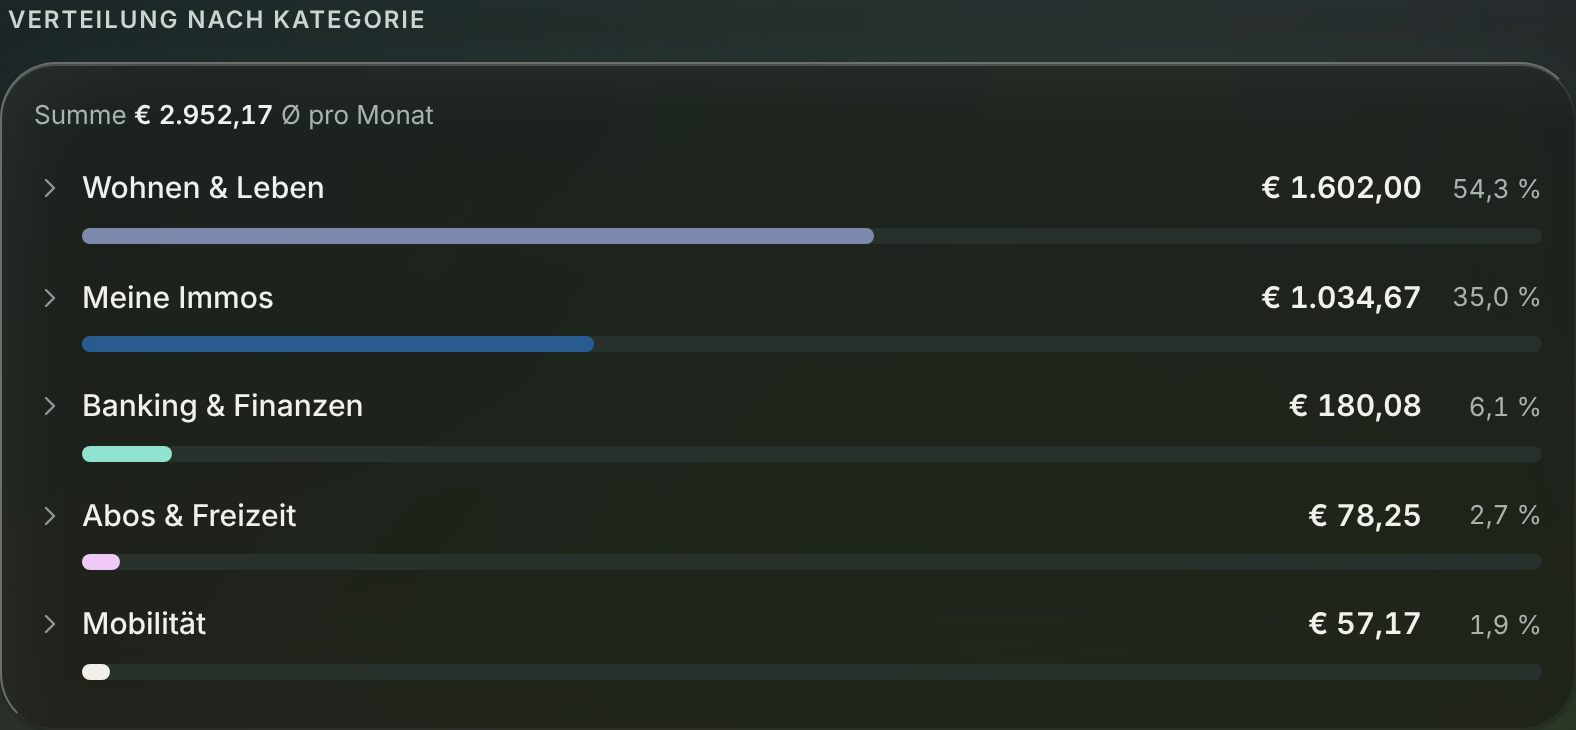 VERTEILUNG NACH KATEGORIE
Summe € 2.952,17 Ø pro Monat
Wohnen & Leben € 1.602,00 54,3 %
Meine Immos € 1.034,67 35,0 %
Banking & Finanzen € 180,08 6,1 %
Abos & Freizeit € 78,25 2,7 %
Mobilität € 57,17 1,9 %